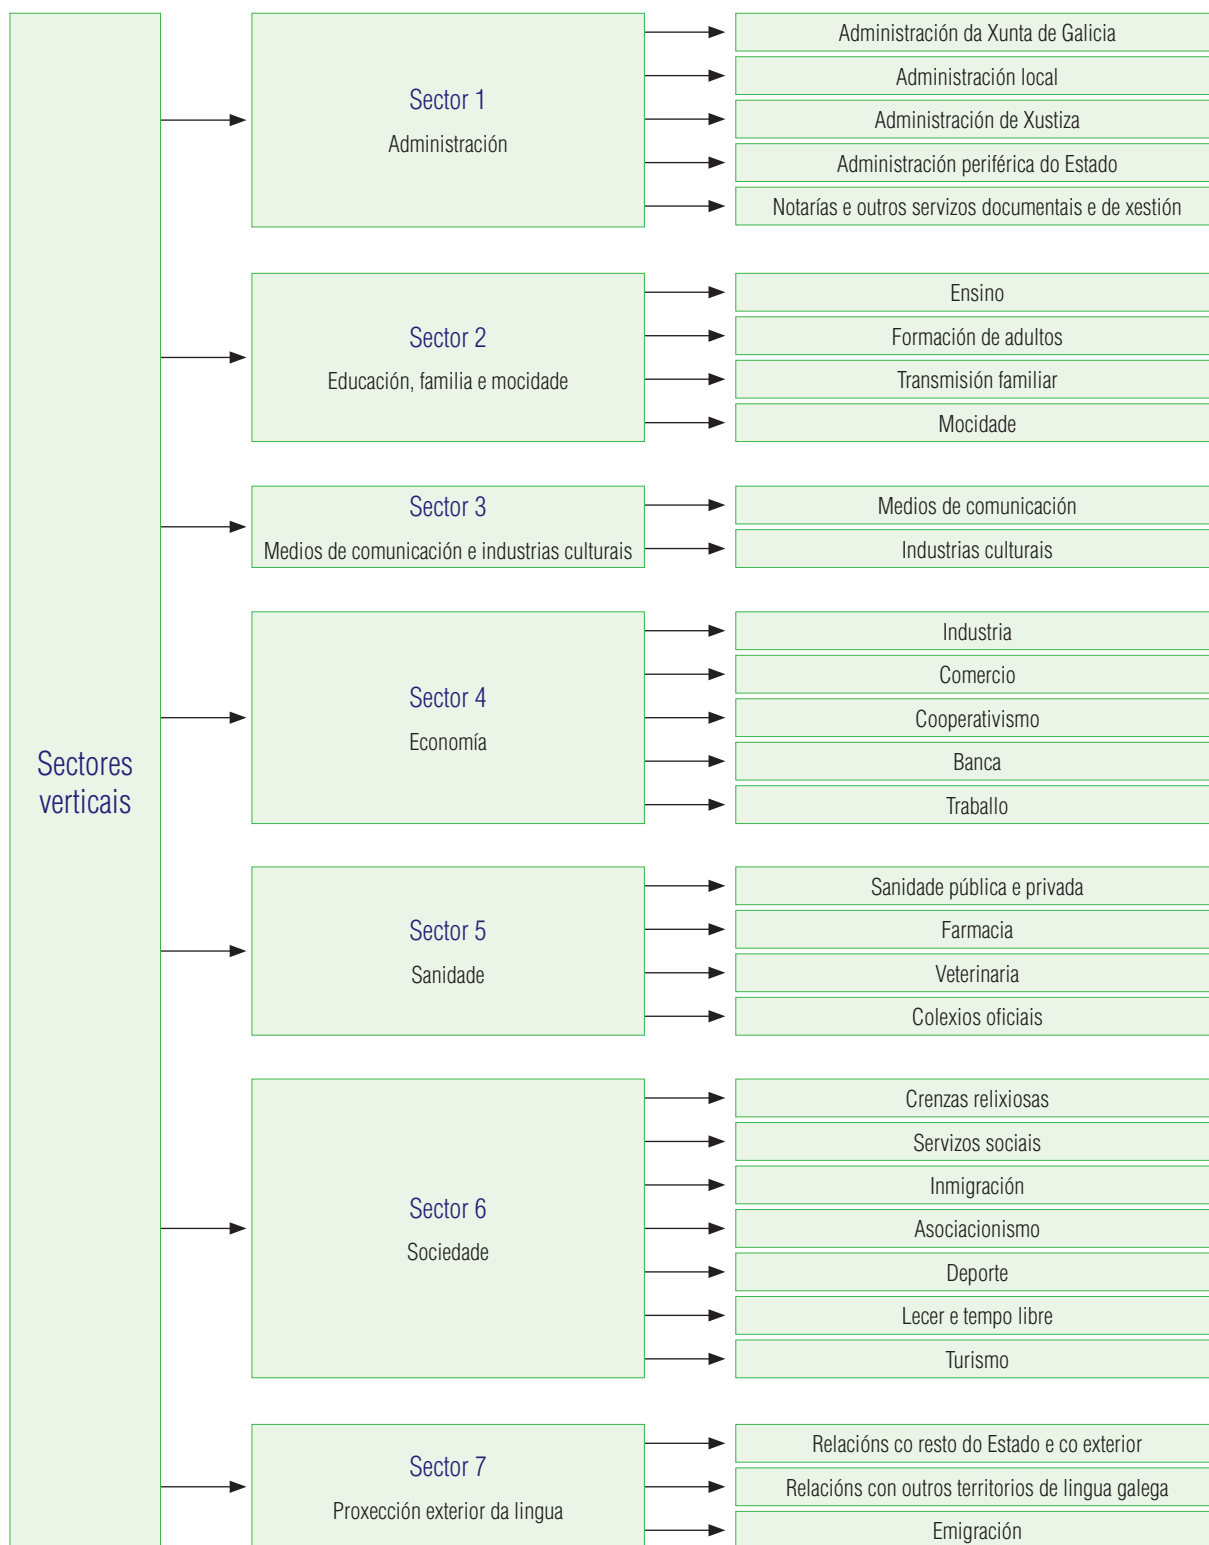 Sectores
verticais
Sector 1
Administración
Administración da Xunta de Galicia
Administración local
Administración de Xustiza
Administración periférica do Estado
Notarías e outros servizos documentais e de xestión
Sector 2
Educación, familia e mocidade
Ensino
Formación de adultos
Transmisión familiar
Mocidade
Sector 3
Medios de comunicación e industrias culturais
Medios de comunicación
Industrias culturais
Sector 4
Economía
Industria
Comercio
Cooperativismo
Banca
Traballo
Sector 5
Sanidade
Sanidade pública e privada
Farmacia
Veterinaria
Colexios oficiais
Sector 6
Sociedade
Crenzas relixiosas
Servizos sociais
Inmigración
Asociacionismo
Deporte
Lecer e tempo libre
Turismo
Sector 7
Proxección exterior da lingua
Relacións co resto do Estado e co exterior
Relacións con outros territorios de lingua galega
Emigración